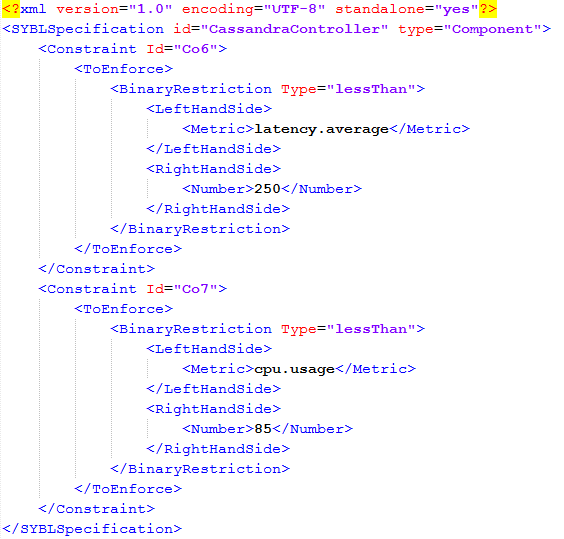 <?xml version="1.0" encoding="UTF-8" standalone="yes"?>
<SYBLSpecification id="CassandraController" type="Component">
<Constraint Id="Co6">
<ToEnforce>
<BinaryRestriction Type="lessThan">
<LeftHandSide>
<Metric>latency.average</Metric>
</LeftHandSide>
<RightHandSide>
<Number>250</Number>
</RightHandSide>
</BinaryRestriction>
</ToEnforce>
</Constraint>
<Constraint Id="Co7">
<ToEnforce>
<BinaryRestriction Type="lessThan">
<LeftHandSide>
<Metric>cpu.usage</Metric>
</LeftHandSide>
<RightHandSide>
<Number>85</Number>
</RightHandSide>
</BinaryRestriction>
</ToEnforce>
</Constraint>
</SYBLSpecification>